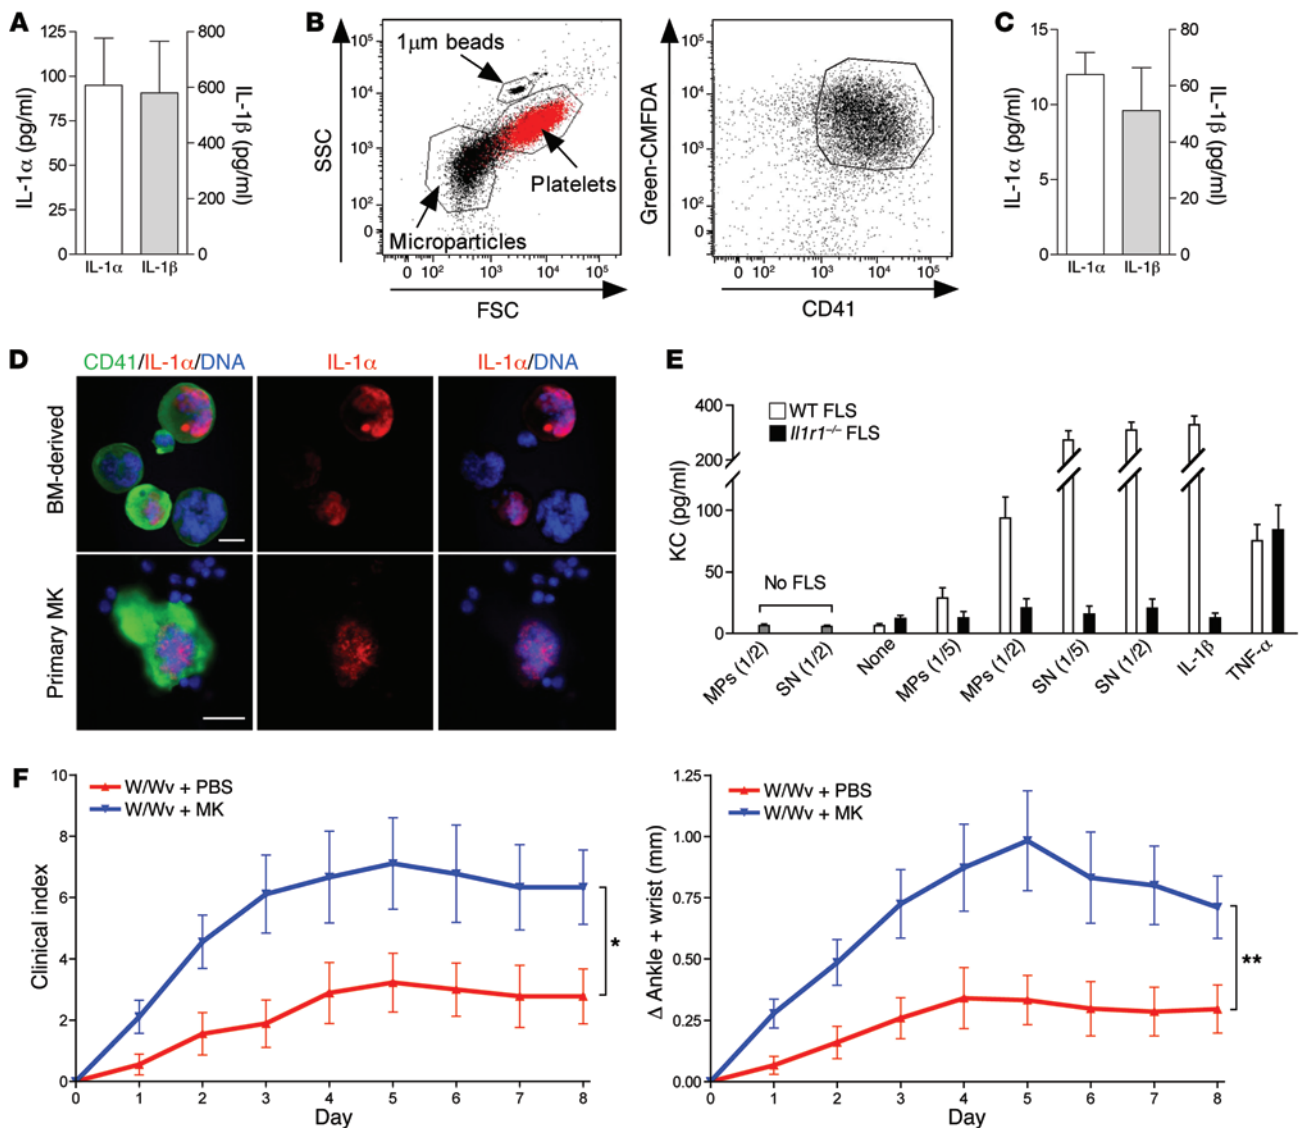 A
125
100
75
50
25
0
IL-1α (pg/ml)
800
600
400
200
0
IL-1β (pg/ml)
IL-1α
IL-1β
B
1μm beads
Platelets
Microparticles
SSC
10⁵
10⁴
10³
10²
0
0 10² 10³ 10⁴ 10⁵
FSC
Green-CMFDA
10⁵
10⁴
10³
10²
0
0 10² 10³ 10⁴ 10⁵
CD41
C
15
10
5
0
IL-1α (pg/ml)
80
60
40
20
0
IL-1β (pg/ml)
IL-1α
IL-1β
D
CD41/IL-1α/DNA
IL-1α
IL-1α/DNA
BM-derived
Primary MK
E
WT FLS
Il1r1⁻/⁻ FLS
400
200
100
50
0
KC (pg/ml)
No FLS
MPs (1/2)
SN (1/2)
None
MPs (1/5)
MPs (1/2)
SN (1/5)
SN (1/2)
IL-1β
TNF-α
F
W/Wv + PBS
W/Wv + MK
10
8
6
4
2
0
Clinical index
*
0 1 2 3 4 5 6 7 8
Day
W/Wv + PBS
W/Wv + MK
1.25
1.00
0.75
0.50
0.25
0.00
Δ Ankle + wrist (mm)
**
0 1 2 3 4 5 6 7 8
Day